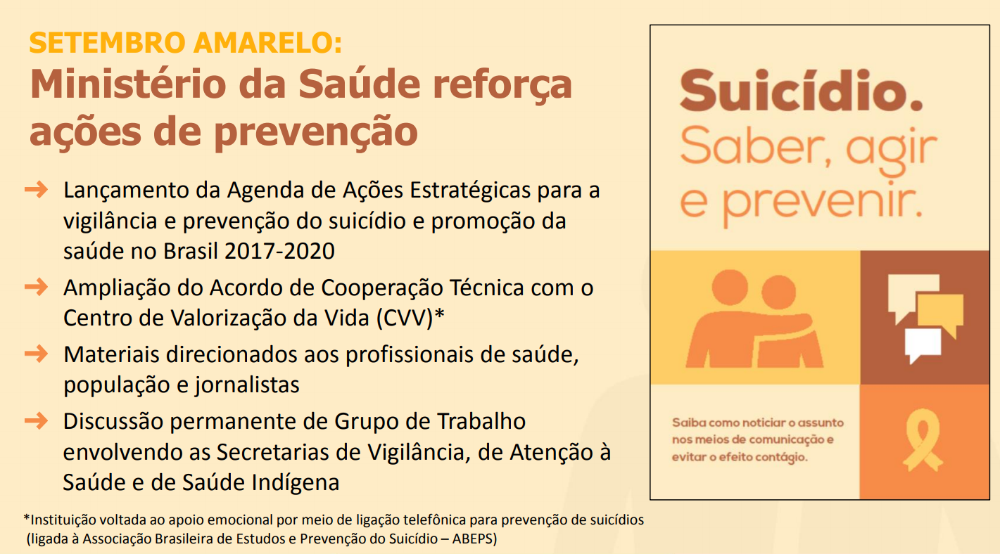 SETEMBRO AMARELO:
Ministério da Saúde reforça
ações de prevenção
Lançamento da Agenda de Ações Estratégicas para a
vigilância e prevenção do suicídio e promoção da
saúde no Brasil 2017-2020
Ampliação do Acordo de Cooperação Técnica com o
Centro de Valorização da Vida (CVV)*
Materiais direcionados aos profissionais de saúde,
população e jornalistas
Discussão permanente de Grupo de Trabalho
envolvendo as Secretarias de Vigilância, de Atenção à
Saúde e de Saúde Indígena
*Instituição voltada ao apoio emocional por meio de ligação telefônica para prevenção de suicídios
(ligada à Associação Brasileira de Estudos e Prevenção do Suicídio – ABEPS)
Suicídio.
Saber, agir
e prevenir.
Saiba como noticiar o assunto
nos meios de comunicação e
evitar o efeito contágio.